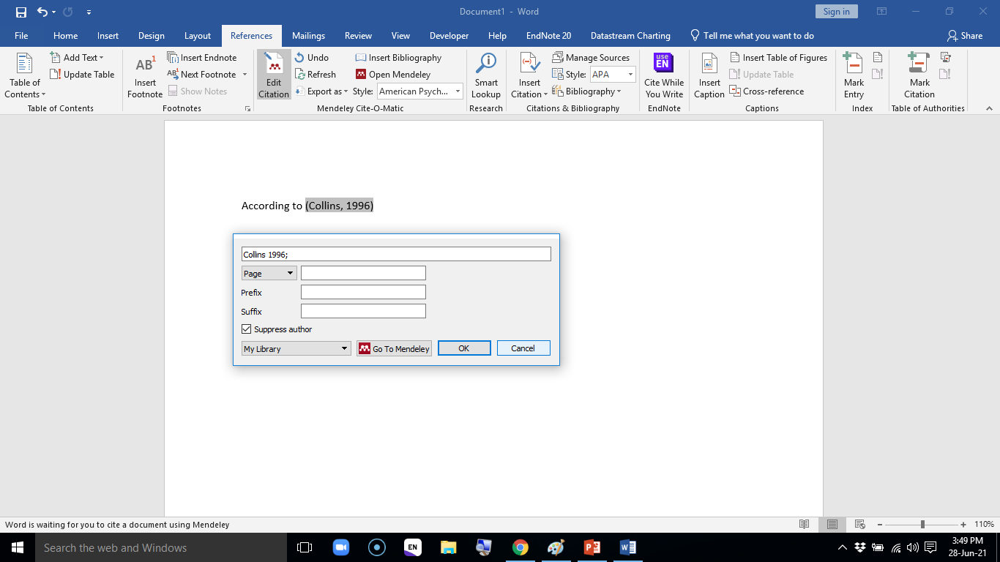 Document1 - Word
Sign in
File Home Insert Design Layout References Mailings Review View Developer Help EndNote 20 Datastream Charting Tell me what you want to do Share
Table of Contents
Add Text
Update Table
Table of Contents
AB1
Insert Footnote
Insert Endnote
AB1 Next Footnote
Show Notes
Footnotes
Edit Citation
Undo
Refresh
Export as
Insert Bibliography
Open Mendeley
Style: American Psych...
Mendeley Cite-O-Matic
Smart Lookup
Research
Insert Citation
Manage Sources
Style: APA
Bibliography
Citations & Bibliography
use EN
Cite While You Write
EndNote
Insert Caption
Insert Table of Figures
Update Table
Cross-reference
Captions
Mark Entry
Index
Mark Citation
Table of Authorities
According to (Collins, 1996)
Collins 1996;
Page
Prefix
Suffix
Suppress author
My Library Go To Mendeley OK Cancel
Word is waiting for you to cite a document using Mendeley
110%
Search the web and Windows
EN
3:49 PM
28-Jun-21